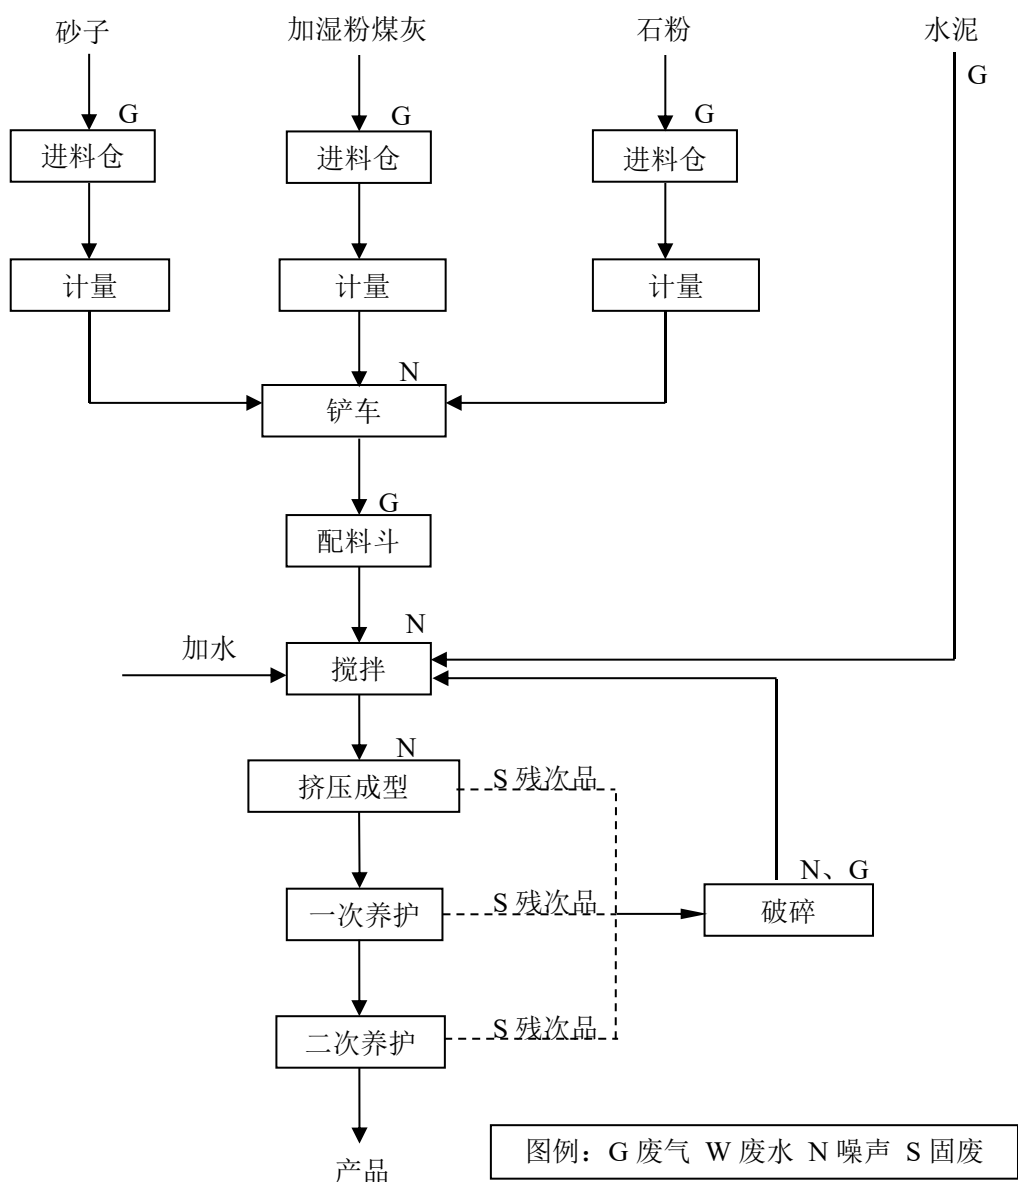 砂子
加湿粉煤灰
石粉
水泥
G
G
G
G
进料仓
进料仓
进料仓
计量
计量
计量
N
铲车
G
配料斗
N
加水
搅拌
N
挤压成型
S 残次品
N、G
一次养护
S 残次品
破碎
二次养护
S 残次品
产品
图例：G 废气 W 废水 N 噪声 S 固废